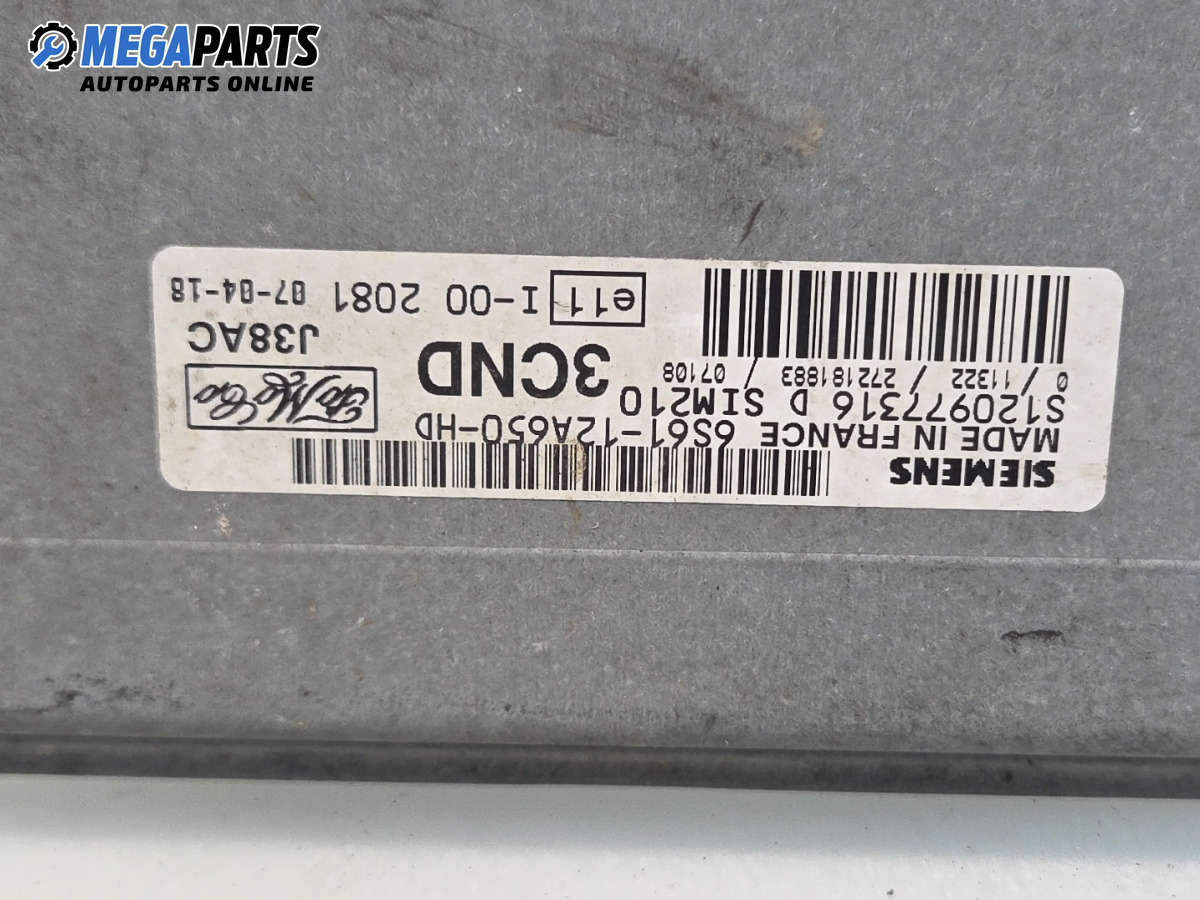 MEGAPARTS
AUTOPARTS ONLINE
SIEMENS
MADE IN FRANCE 6S61-12A650-HD
S120977316 D SIM210
0 / 11322 / 272181883 / 07108
3CND
J38AC
e11 I-00 2081 07-04-18